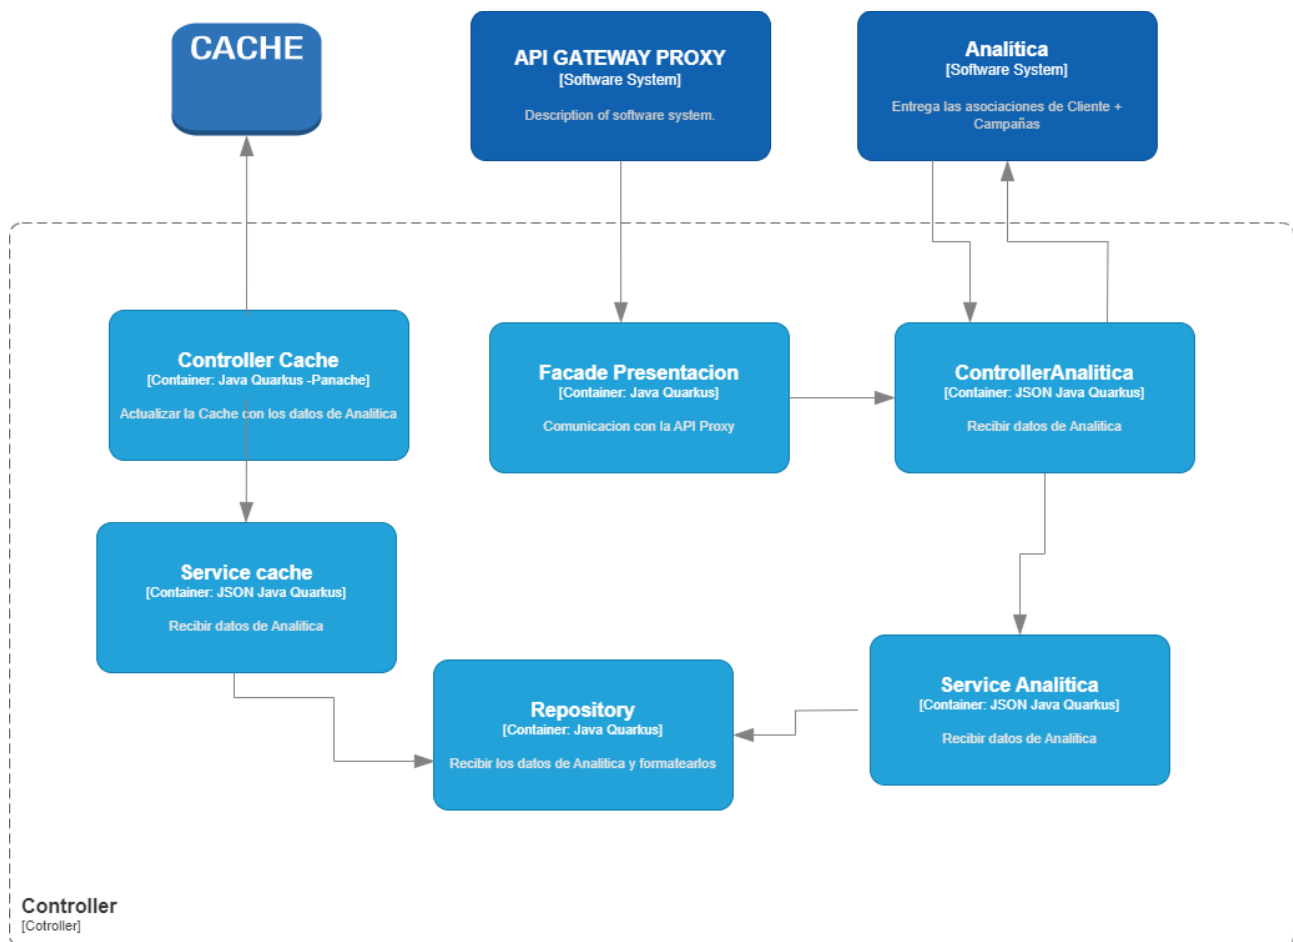 CACHE
API GATEWAY PROXY
[Software System]
Description of software system.
Analítica
[Software System]
Entrega las asociaciones de Cliente +
Campañas
Controller Cache
[Container: Java Quarkus -Panache]
Actualizar la Cache con los datos de Analitica
Facade Presentacion
[Container: Java Quarkus]
Comunicacion con la API Proxy
ControllerAnalitica
[Container: JSON Java Quarkus]
Recibir datos de Analitica
Service cache
[Container: JSON Java Quarkus]
Recibir datos de Analitica
Repository
[Container: Java Quarkus]
Recibir los datos de Analitica y formatearlos
Service Analitica
[Container: JSON Java Quarkus]
Recibir datos de Analitica
Controller
[Cotroller]